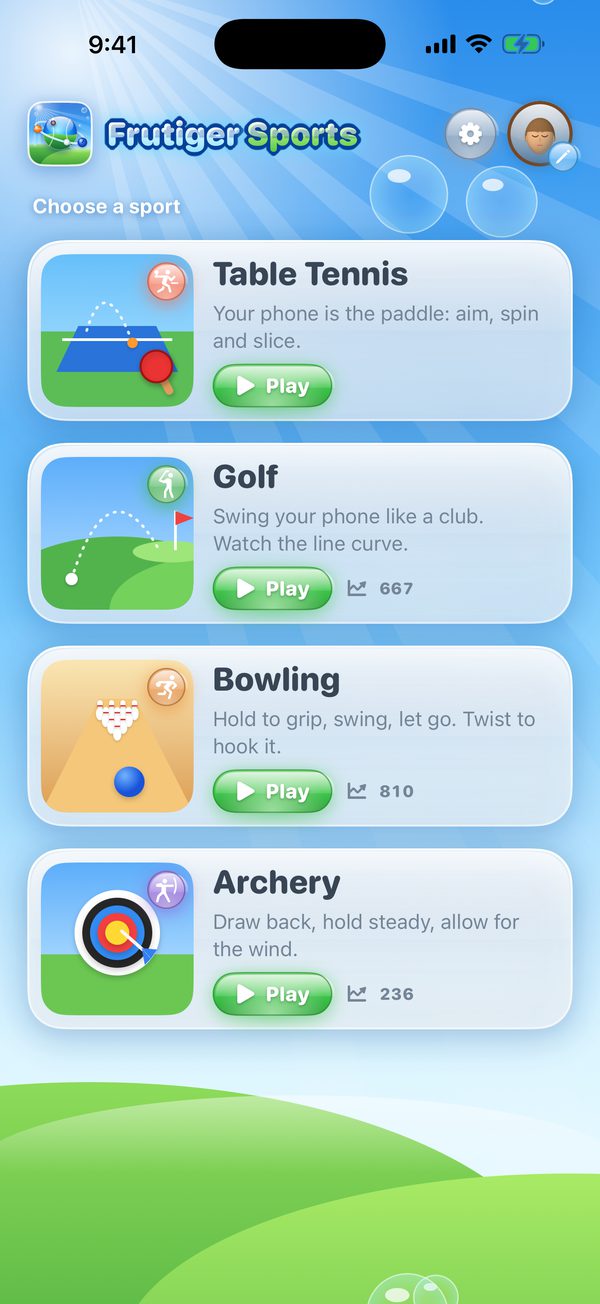 9:41
Frutiger Sports
Choose a sport
Table Tennis
Your phone is the paddle: aim, spin
and slice.
Play
Golf
Swing your phone like a club.
Watch the line curve.
Play 667
Bowling
Hold to grip, swing, let go. Twist to
hook it.
Play 810
Archery
Draw back, hold steady, allow for
the wind.
Play 236